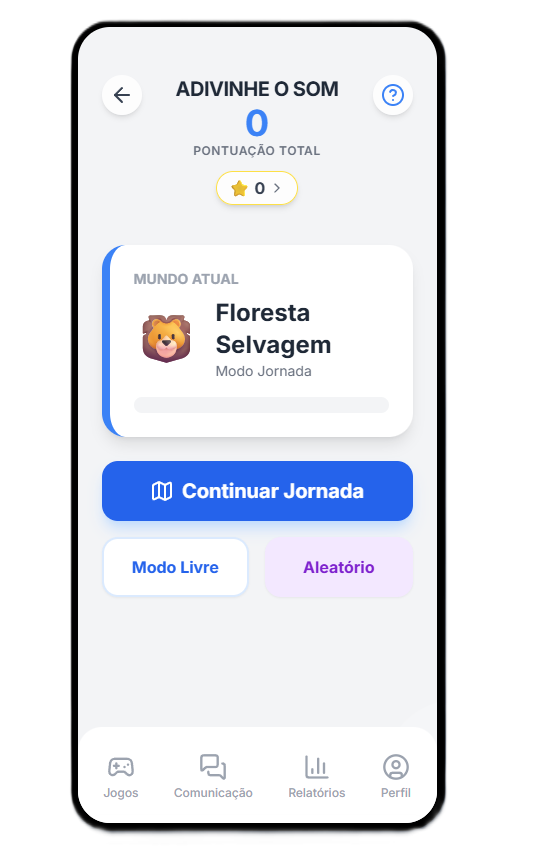 ADIVINHE O SOM
0
PONTUAÇÃO TOTAL
0
MUNDO ATUAL
Floresta
Selvagem
Modo Jornada
Continuar Jornada
Modo Livre
Aleatório
Jogos
Comunicação
Relatórios
Perfil